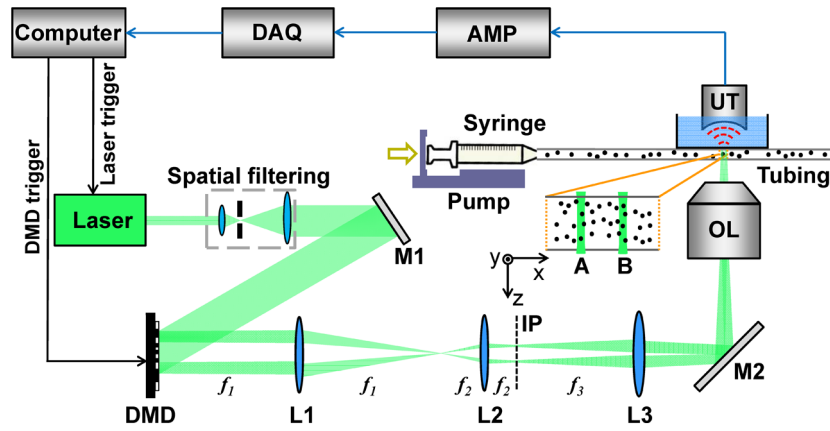 Computer
DAQ
AMP
UT
Laser trigger
DMD trigger
Syringe
Pump
Tubing
Spatial filtering
Laser
M1
OL
A
B
y
x
z
IP
M2
f1
f1
f2
f2
f3
DMD
L1
L2
L3